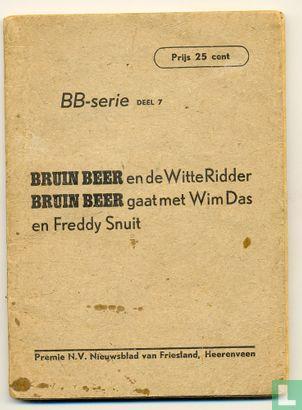 Prijs 25 cent
BB-serie DEEL 7
BRUIN BEER en de Witte Ridder
BRUIN BEER gaat met Wim Das
en Freddy Snuit
Premie N.V. Nieuwsblad van Friesland, Heerenveen
L